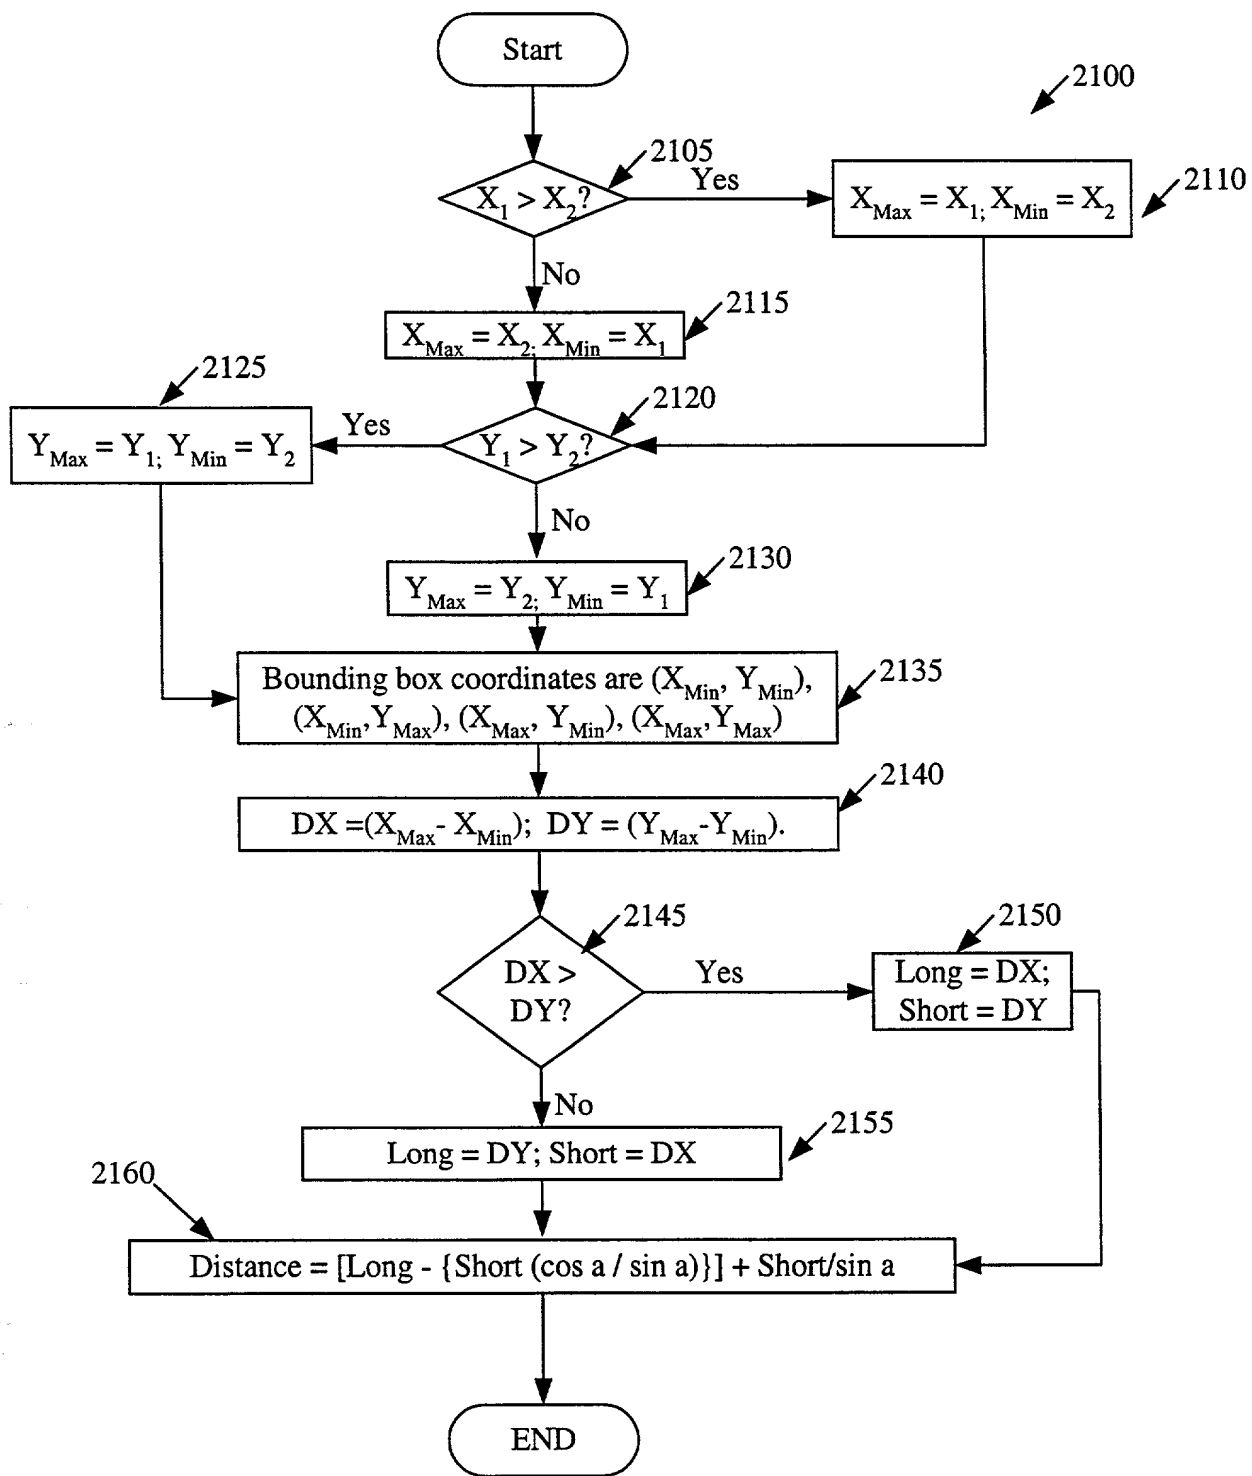 Start
2100
2105
X1 > X2?
Yes
XMax = X1; XMin = X2
2110
No
2115
XMax = X2; XMin = X1
2125
2120
YMax = Y1; YMin = Y2
Yes
Y1 > Y2?
No
2130
YMax = Y2; YMin = Y1
2135
Bounding box coordinates are (XMin, YMin),
(XMin,YMax), (XMax, YMin), (XMax,YMax)
2140
DX =(XMax- XMin); DY = (YMax-YMin).
2145
2150
DX >
DY?
Yes
Long = DX;
Short = DY
No
2155
Long = DY; Short = DX
2160
Distance = [Long - {Short (cos a / sin a)}] + Short/sin a
END